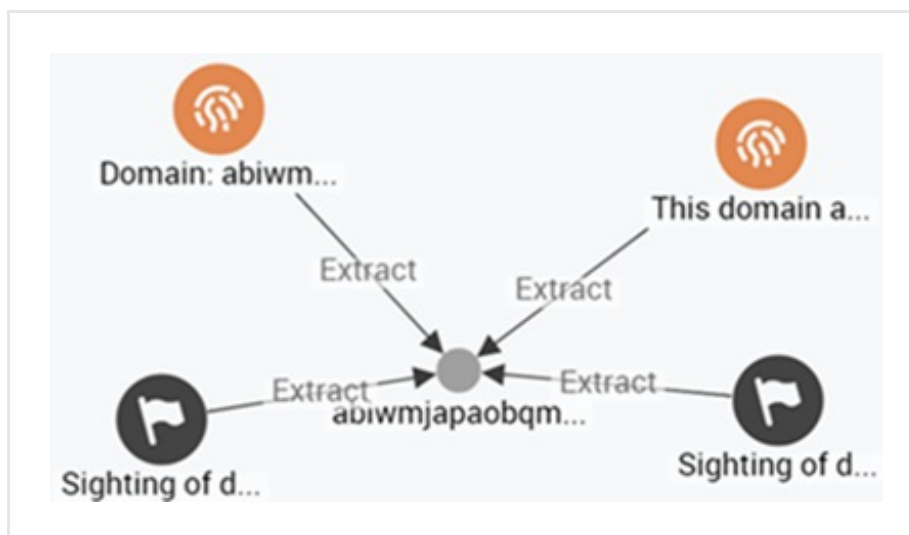 Domain: abiwm...
This domain a...
Extract
Extract
Extract
Extract
abiwmjapaobqm...
Sighting of d...
Sighting of d...